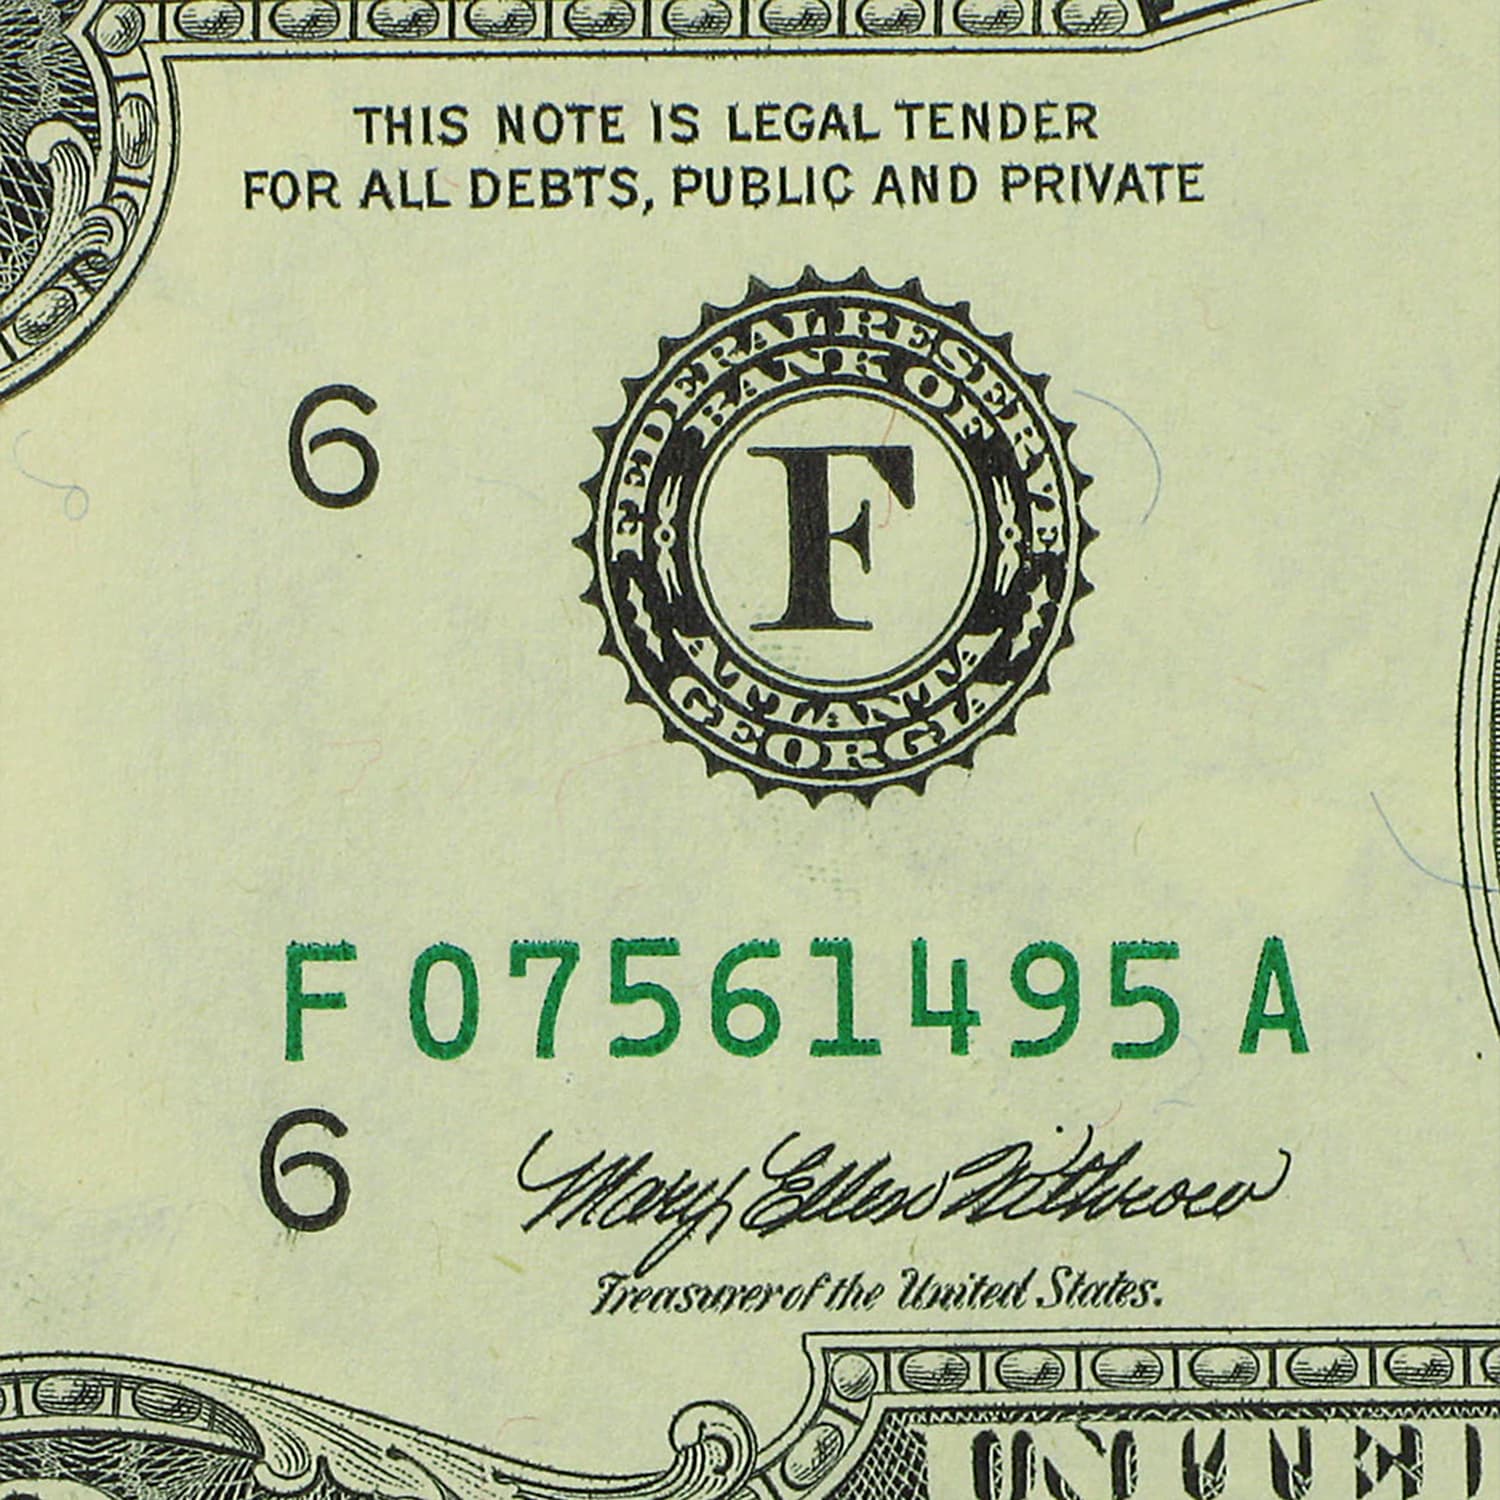 THIS NOTE IS LEGAL TENDER
FOR ALL DEBTS, PUBLIC AND PRIVATE
6
FEDERAL RESERVE
BANK OF
F
ATLANTA
GEORGIA
F 07561495 A
6
Mary Ellen Withrow
Treasurer of the United States.